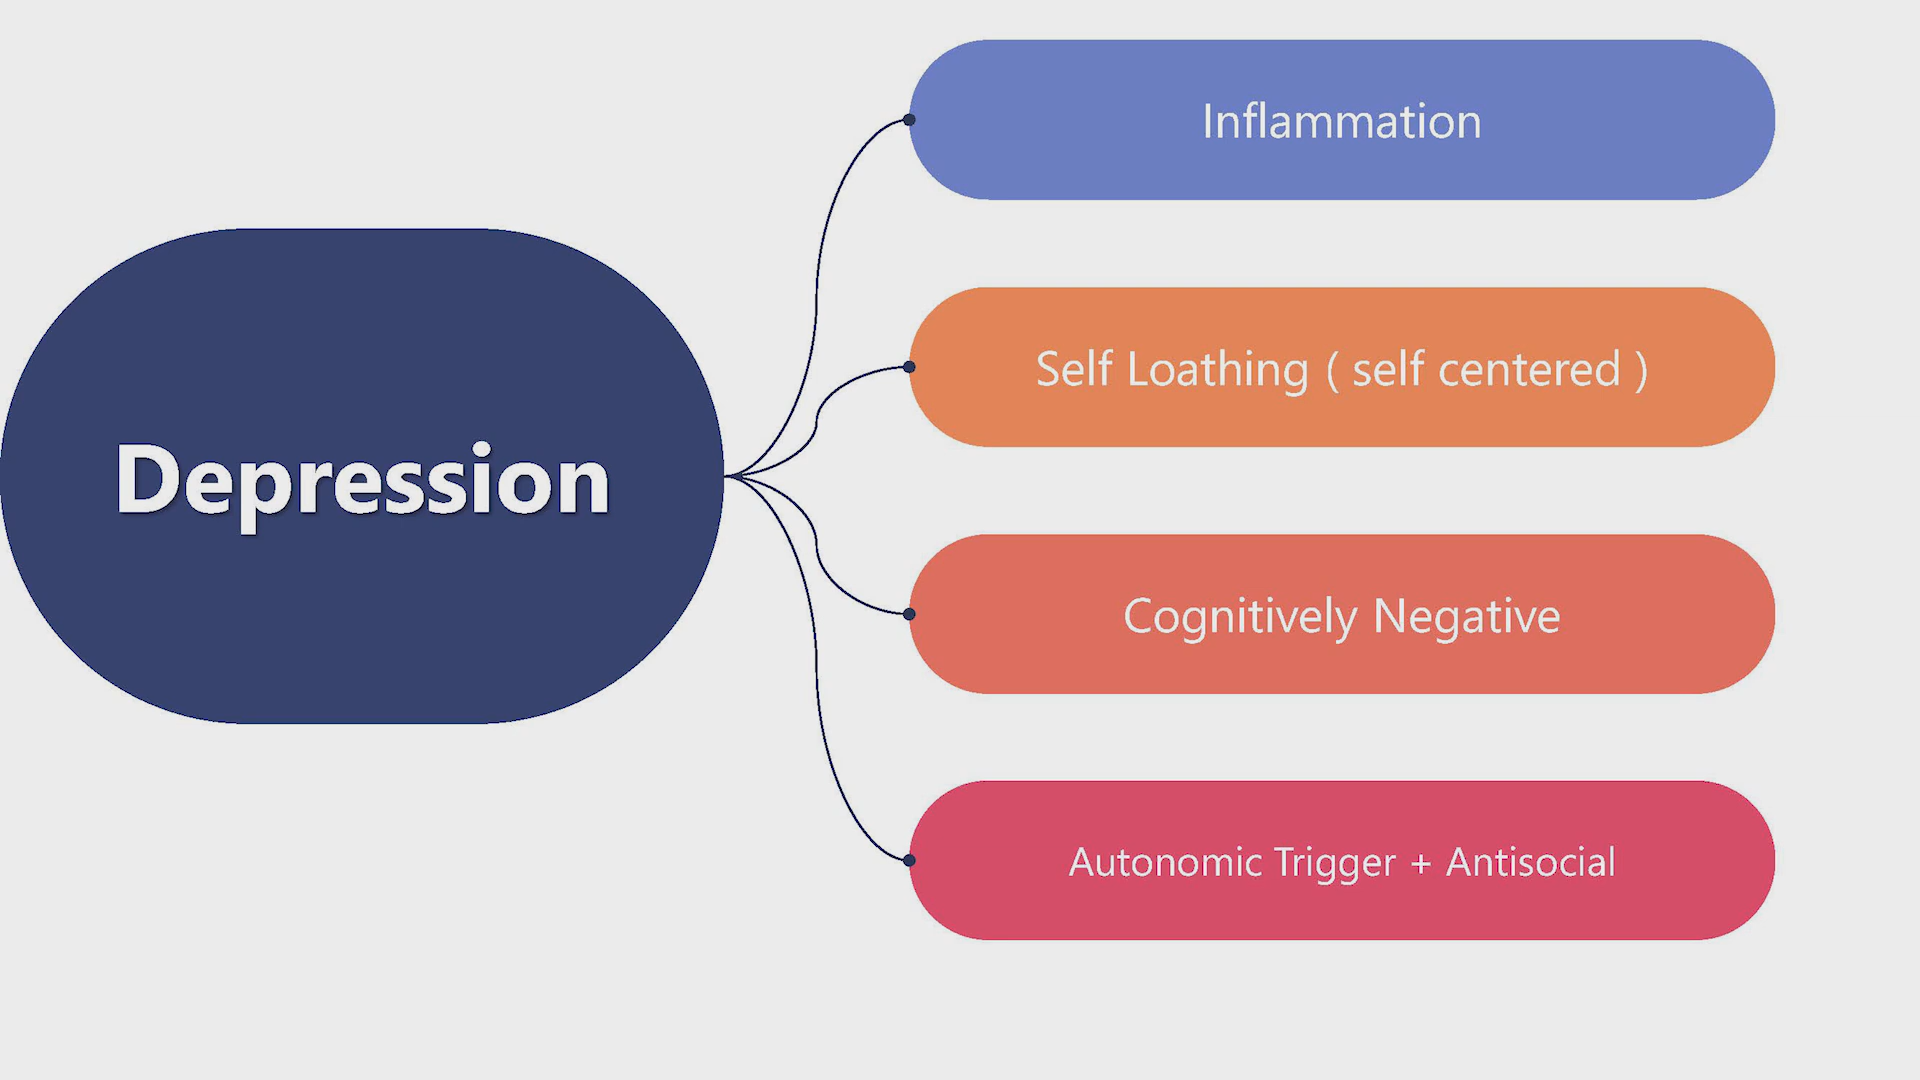 Depression
Inflammation
Self Loathing ( self centered )
Cognitively Negative
Autonomic Trigger + Antisocial